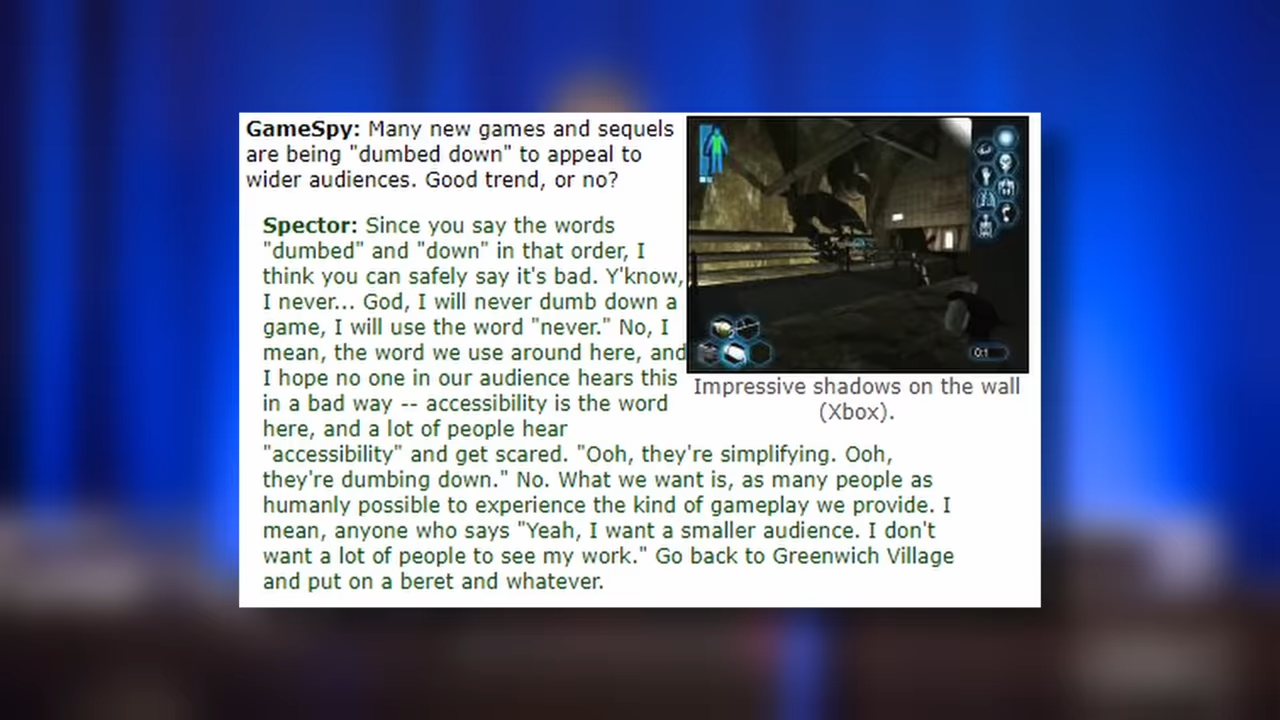 GameSpy: Many new games and sequels
are being "dumbed down" to appeal to
wider audiences. Good trend, or no?
Spector: Since you say the words
"dumbed" and "down" in that order, I
think you can safely say it's bad. Y'know,
I never... God, I will never dumb down a
game, I will use the word "never." No, I
mean, the word we use around here, and
I hope no one in our audience hears this
in a bad way -- accessibility is the word
here, and a lot of people hear
"accessibility" and get scared. "Ooh, they're simplifying. Ooh,
they're dumbing down." No. What we want is, as many people as
humanly possible to experience the kind of gameplay we provide. I
mean, anyone who says "Yeah, I want a smaller audience. I don't
want a lot of people to see my work." Go back to Greenwich Village
and put on a beret and whatever.
0:1
Impressive shadows on the wall
(Xbox).